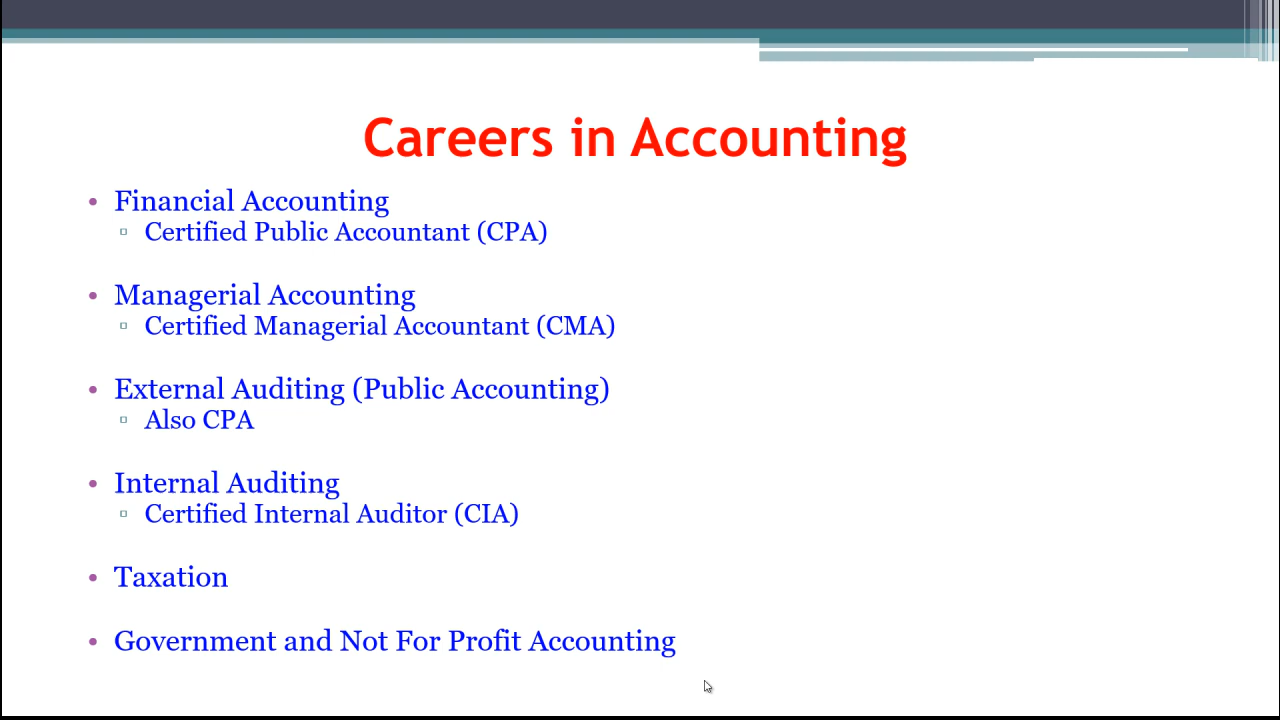 Careers in Accounting
• Financial Accounting
▫ Certified Public Accountant (CPA)
• Managerial Accounting
▫ Certified Managerial Accountant (CMA)
• External Auditing (Public Accounting)
▫ Also CPA
• Internal Auditing
▫ Certified Internal Auditor (CIA)
• Taxation
• Government and Not For Profit Accounting